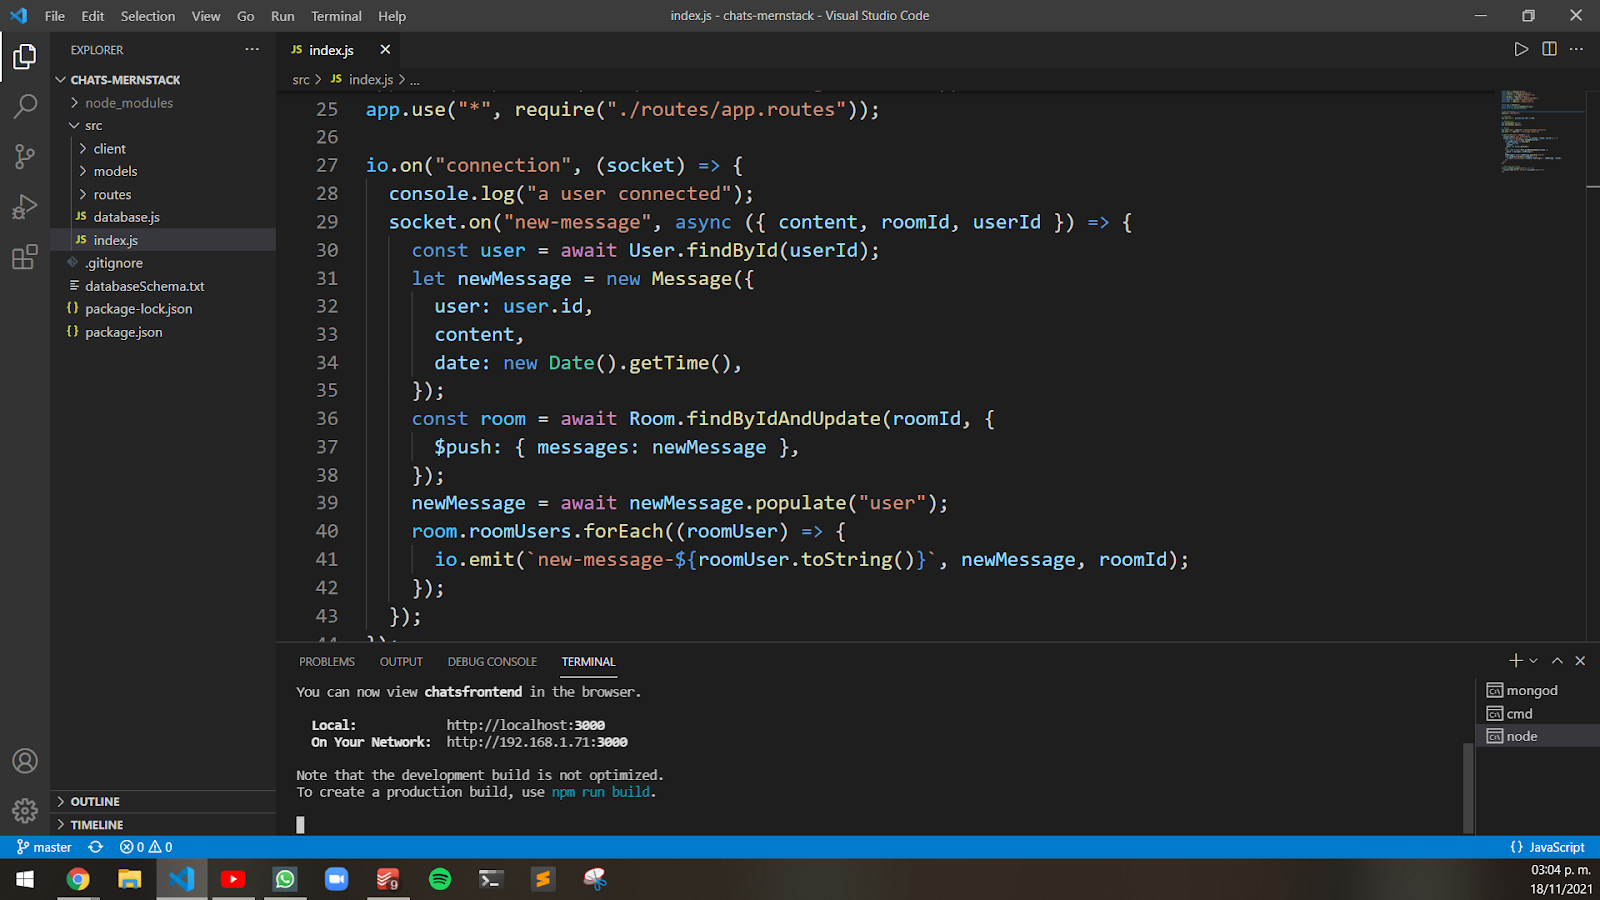 File Edit Selection View Go Run Terminal Help
index.js - chats-mernstack - Visual Studio Code
EXPLORER
CHATS-MERNSTACK
node_modules
src
client
models
routes
JS database.js
JS index.js
.gitignore
databaseSchema.txt
{} package-lock.json
{} package.json
OUTLINE
TIMELINE
JS index.js
src > JS index.js > ...
25 app.use("*", require("./routes/app.routes"));
26
27 io.on("connection", (socket) => {
28 console.log("a user connected");
29 socket.on("new-message", async ({ content, roomId, userId }) => {
30 const user = await User.findById(userId);
31 let newMessage = new Message({
32 user: user.id,
33 content,
34 date: new Date().getTime(),
35 });
36 const room = await Room.findByIdAndUpdate(roomId, {
37 $push: { messages: newMessage },
38 });
39 newMessage = await newMessage.populate("user");
40 room.roomUsers.forEach((roomUser) => {
41 io.emit(`new-message-${roomUser.toString()}`, newMessage, roomId);
42 });
43 });
44 });
PROBLEMS OUTPUT DEBUG CONSOLE TERMINAL
You can now view chatsfrontend in the browser.
Local: http://localhost:3000
On Your Network: http://192.168.1.71:3000
Note that the development build is not optimized.
To create a production build, use npm run build.
mongod
cmd
node
master 0 0
{} JavaScript
9
03:04 p. m.
18/11/2021